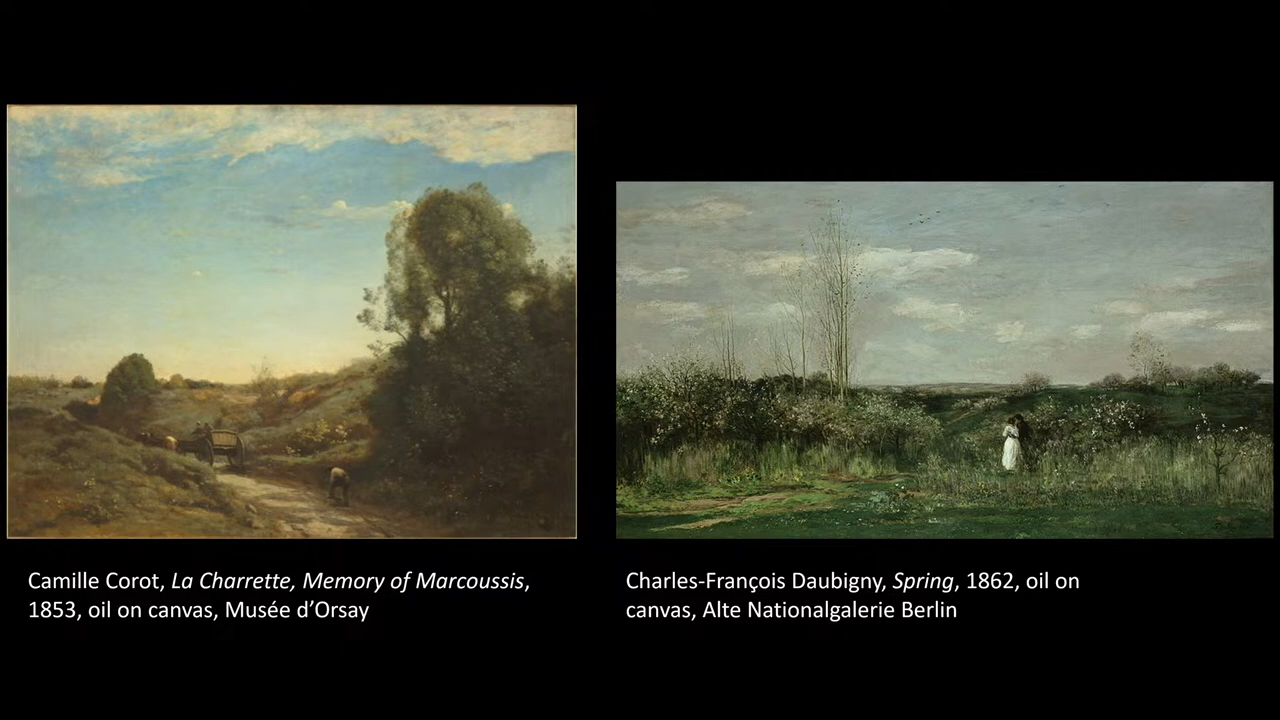 Camille Corot, La Charrette, Memory of Marcoussis,
1853, oil on canvas, Musée d’Orsay
Charles-François Daubigny, Spring, 1862, oil on
canvas, Alte Nationalgalerie Berlin